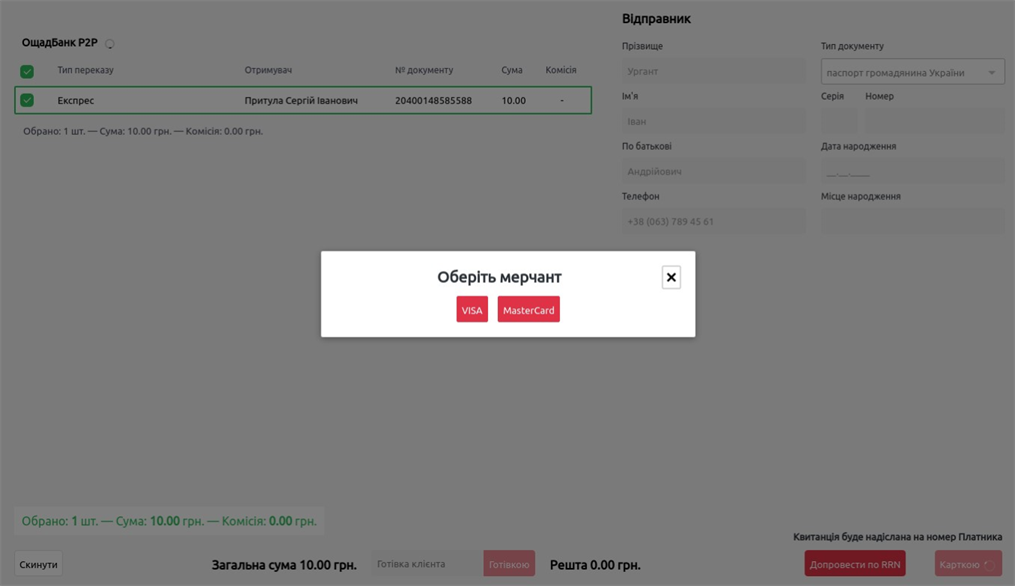 Відправник
ОщадБанк P2P
Прізвище Тип документу
Тип переказу Отримувач № документу Сума Комісія
Ургант паспорт громадянина України
Експрес Притула Сергій Іванович 20400148585588 10.00 -
Ім'я Серія Номер
Іван
Обрано: 1 шт. — Сума: 10.00 грн. — Комісія: 0.00 грн.
По батькові Дата народження
Андрійович __.__.____
Телефон Місце народження
+38 (063) 789 45 61
Оберіть мерчант
VISA MasterCard
Обрано: 1 шт. — Сума: 10.00 грн. — Комісія: 0.00 грн.
Квитанція буде надіслана на номер Платника
Скинути Загальна сума 10.00 грн. Готівка клієнта Готівкою Решта 0.00 грн. Допровести по RRN Карткою